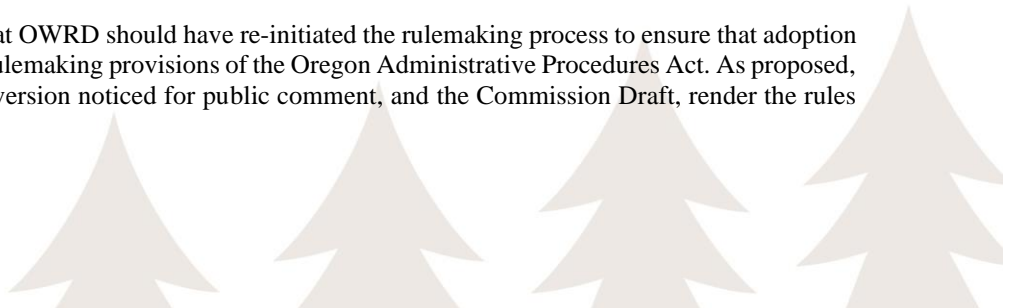 at OWRD should have re-initiated the rulemaking process to ensure that adoption
ulemaking provisions of the Oregon Administrative Procedures Act. As proposed,
version noticed for public comment, and the Commission Draft, render the rules